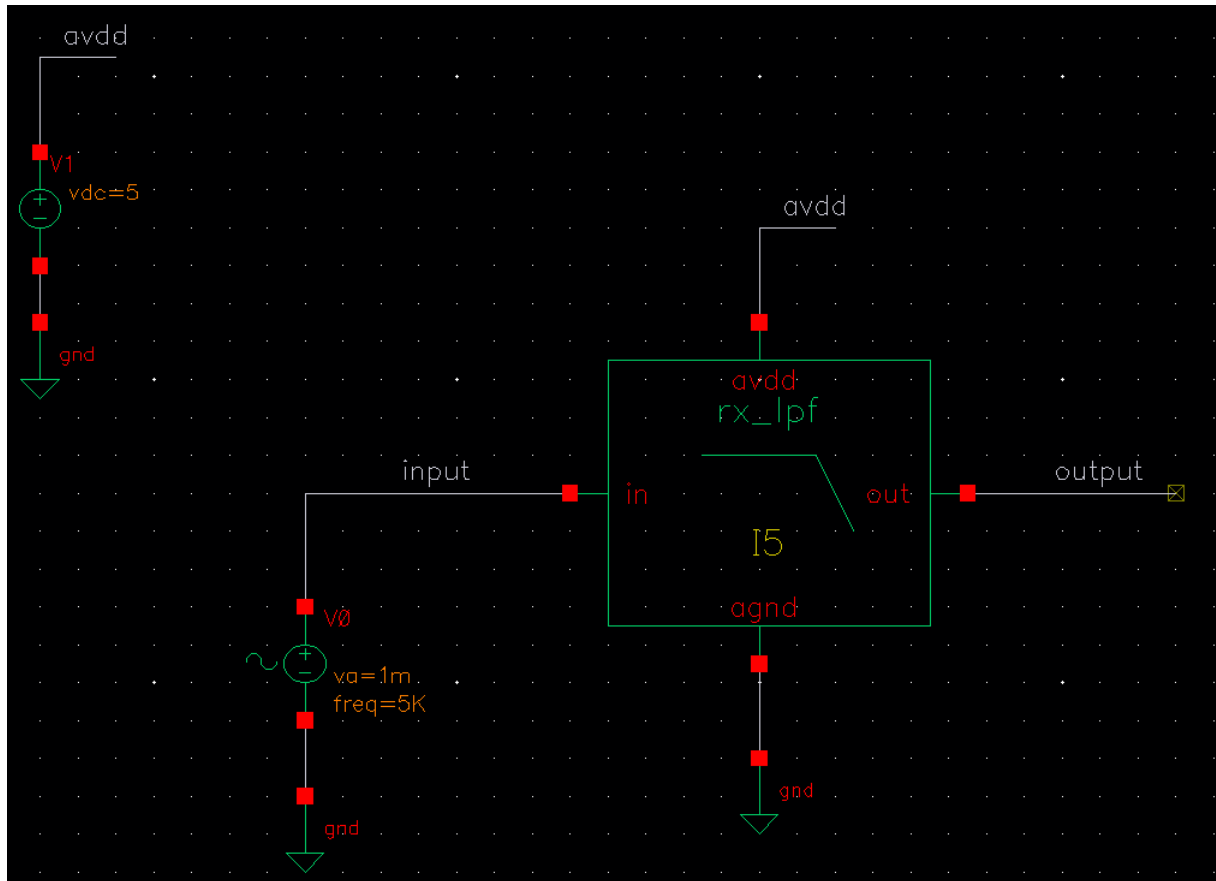 avdd
V1
vdc=5
gnd
avdd
avdd
rx_lpf
input
in
out
output
I5
agnd
V0
va=1m
freq=5K
gnd
gnd